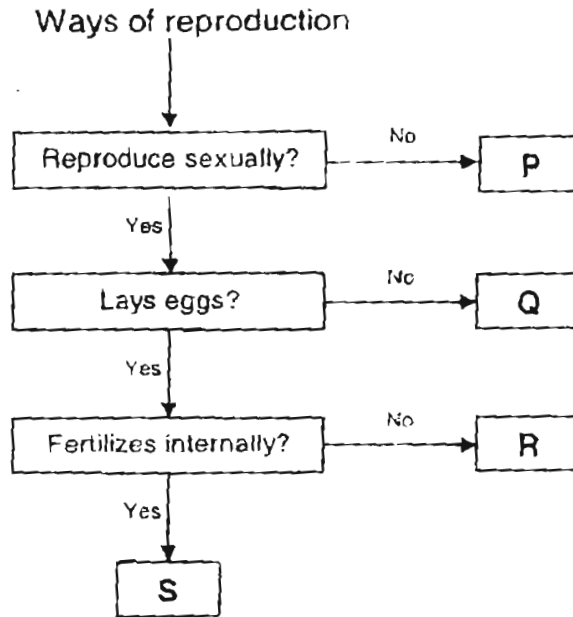 Ways of reproduction
Reproduce sexually?
No
P
Yes
Lays eggs?
No
Q
Yes
Fertilizes internally?
No
R
Yes
S